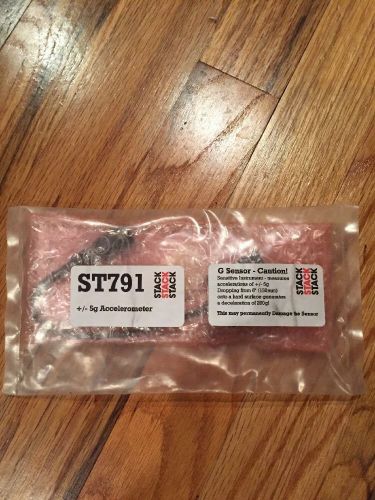 ST791
STACK
STACK
STACK
+/- 5g Accelerometer
G Sensor - Caution!
Sensitive Instrument - measures
accelerations of +/- 5g
Dropping from 6" (152mm)
onto a hard surface generates
a deceleration of 200g!
This may permanently Damage the Sensor
STACK
STACK
STACK